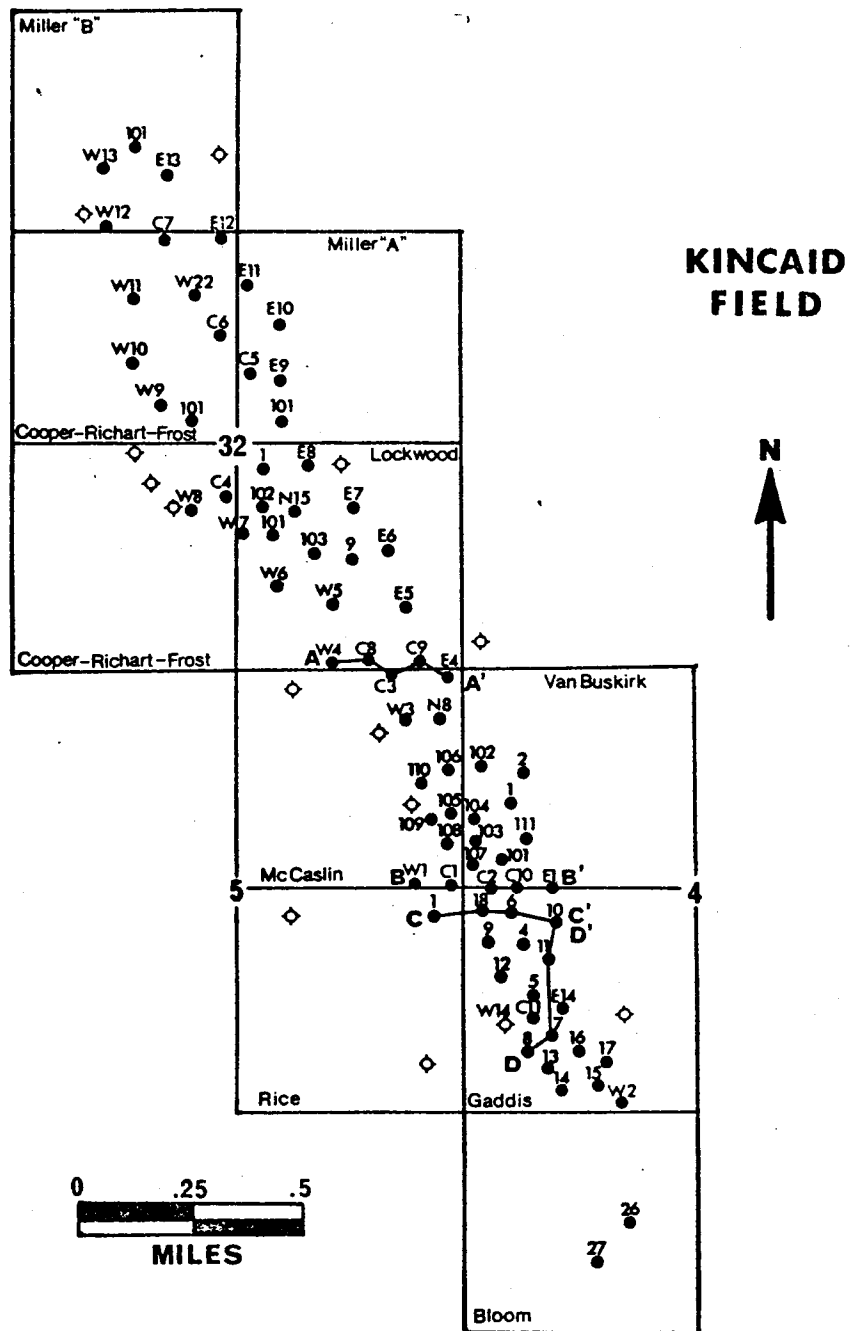 Miller "B"
101
W13
E13
W12
C7
E12
Miller "A"
KINCAID
FIELD
E11
W11
W22
E10
C6
W10
C5
E9
W9
101
101
Cooper-Richart-Frost
32
Lockwood
N
1
E8
C4
W8
102
N15
E7
W7
101
103
9
E6
W6
W5
E5
Cooper-Richart-Frost
A
W4
C8
C9
E4
C3
A'
Van Buskirk
W3
N8
106
102
2
110
1
105
104
109
108
103
111
107
101
McCaslin
B
W1
C1
C2
C10
E1
B'
5
4
C
1
18
6
10
C'
D'
9
4
11
12
5
E14
W14
C11
7
D
8
16
17
13
14
15
W2
Rice
Gaddis
0 .25 .5
MILES
26
27
Bloom